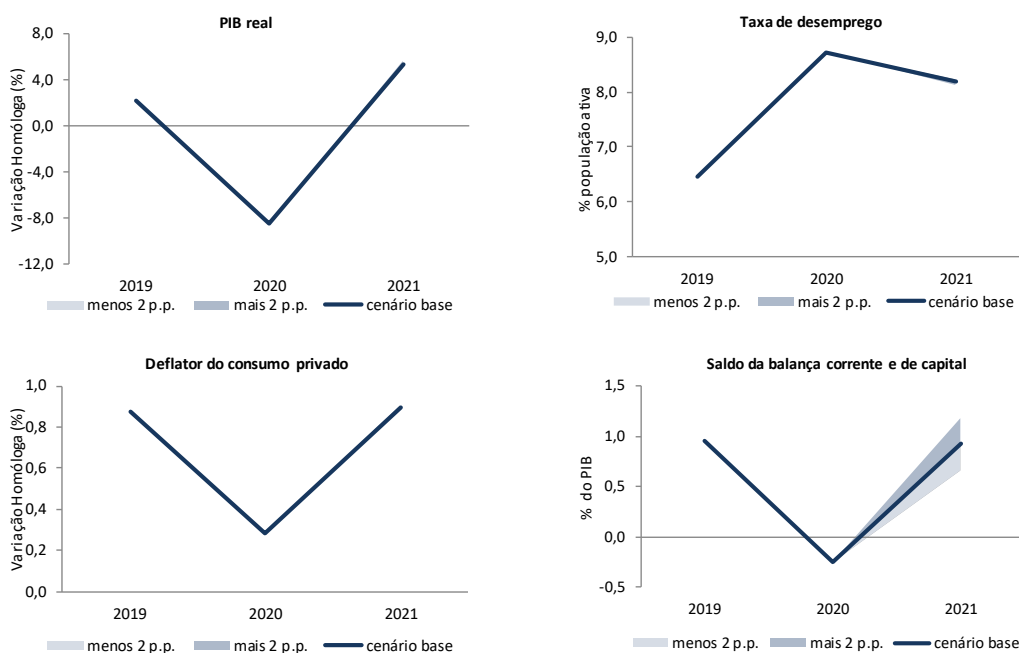 PIB real
Variação Homóloga (%)
8,0
4,0
0,0
-4,0
-8,0
-12,0
2019 2020 2021
menos 2 p.p. mais 2 p.p. cenário base
Taxa de desemprego
% população ativa
9,0
8,0
7,0
6,0
5,0
2019 2020 2021
menos 2 p.p. mais 2 p.p. cenário base
Deflator do consumo privado
Variação Homóloga (%)
1,0
0,8
0,6
0,4
0,2
0,0
2019 2020 2021
menos 2 p.p. mais 2 p.p. cenário base
Saldo da balança corrente e de capital
% do PIB
1,5
1,0
0,5
0,0
-0,5
2019 2020 2021
menos 2 p.p. mais 2 p.p. cenário base